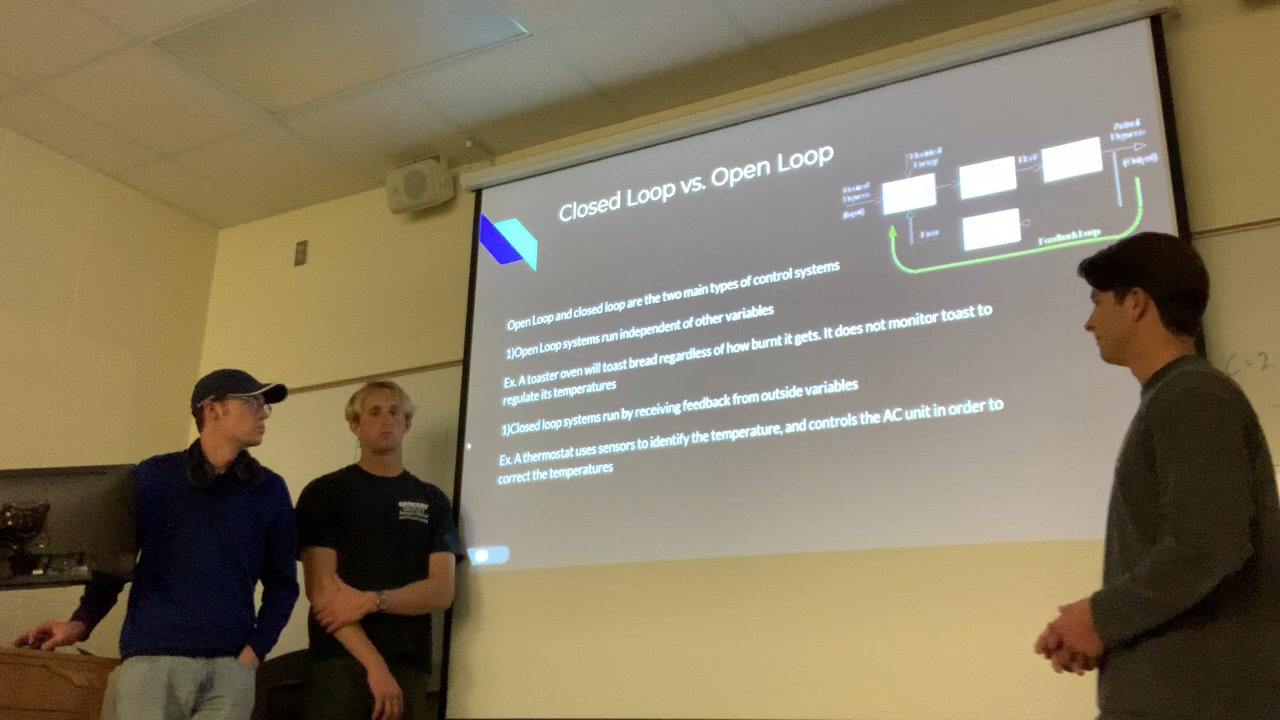 Closed Loop vs. Open Loop
Open Loop and closed loop are the two main types of control systems
1)Open Loop systems run independent of other variables
Ex. A toaster oven will toast bread regardless of how burnt it gets. It does not monitor toast to
regulate its temperatures
1)Closed loop systems run by receiving feedback from outside variables
Ex. A thermostat uses sensors to identify the temperature, and controls the AC unit in order to
correct the temperatures
Feedback Loop
Error
(Input)
(Output)